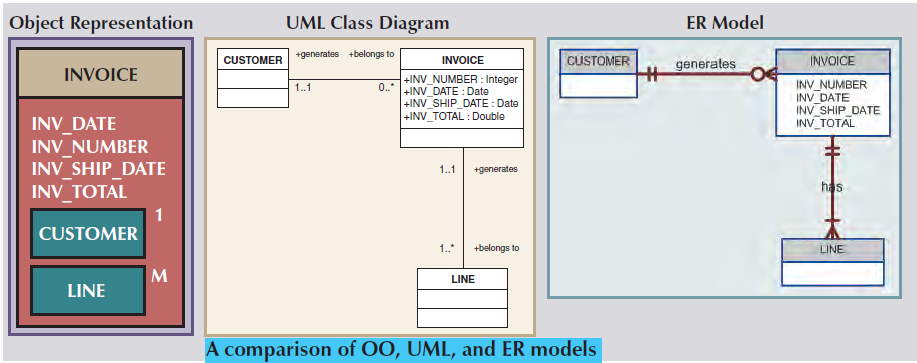 Object Representation
INVOICE
INV_DATE
INV_NUMBER
INV_SHIP_DATE
INV_TOTAL
CUSTOMER
1
LINE
M
UML Class Diagram
CUSTOMER
+generates
+belongs to
1..1
0..*
INVOICE
+INV_NUMBER : Integer
+INV_DATE : Date
+INV_SHIP_DATE : Date
+INV_TOTAL : Double
1..1
+generates
1..*
+belongs to
LINE
ER Model
CUSTOMER
generates
INVOICE
INV_NUMBER
INV_DATE
INV_SHIP_DATE
INV_TOTAL
has
LINE
A comparison of OO, UML, and ER models